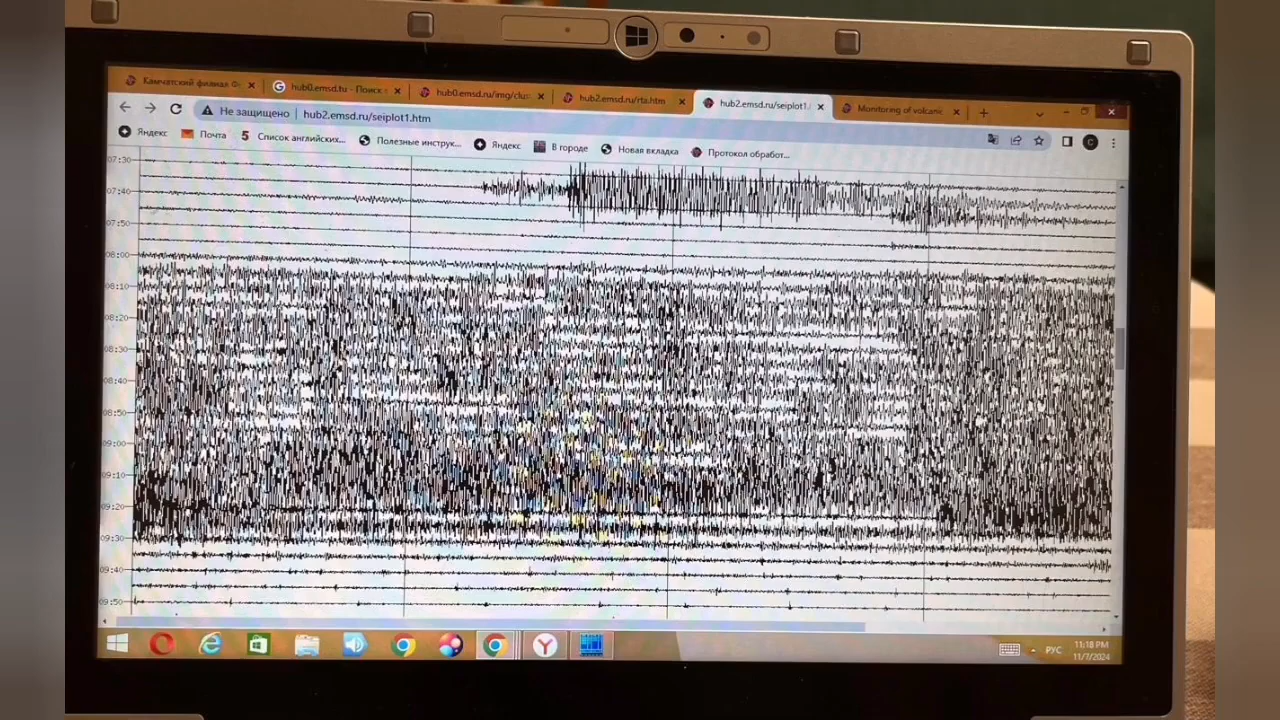 Камчатский филиал Ф
hub0.emsd.ru - Поиск
hub0.emsd.ru/img/clus
hub2.emsd.ru/rta.htm
hub2.emsd.ru/seiplot1.
Monitoring of volcanic
Не защищено
hub2.emsd.ru/seiplot1.htm
Яндекс
Почта
Список английских...
Полезные инструк...
Яндекс
В городе
Новая вкладка
Протокол обработ...
07:30
07:40
07:50
08:00
08:10
08:20
08:30
08:40
08:50
09:00
09:10
09:20
09:30
09:40
09:50
РУС
11:18 PM
11/7/2024